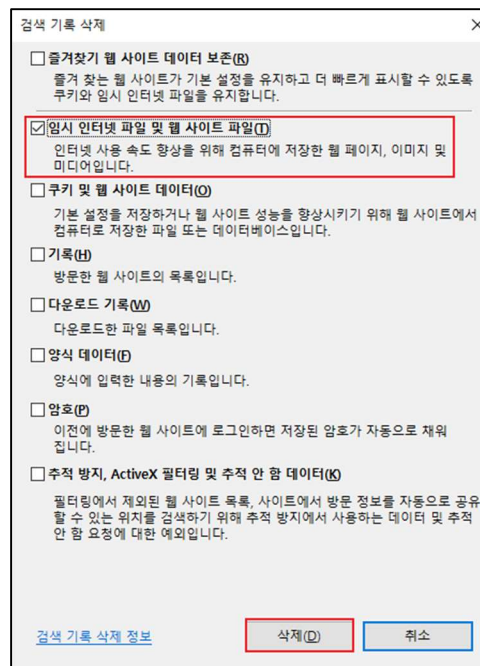 검색 기록 삭제
즐겨찾기 웹 사이트 데이터 보존(R)
즐겨 찾는 웹 사이트가 기본 설정을 유지하고 더 빠르게 표시할 수 있도록
쿠키와 임시 인터넷 파일을 유지합니다.
임시 인터넷 파일 및 웹 사이트 파일(T)
인터넷 사용 속도 향상을 위해 컴퓨터에 저장한 웹 페이지, 이미지 및
미디어입니다.
쿠키 및 웹 사이트 데이터(O)
기본 설정을 저장하거나 웹 사이트 성능을 향상시키기 위해 웹 사이트에서
컴퓨터로 저장한 파일 또는 데이터베이스입니다.
기록(H)
방문한 웹 사이트의 목록입니다.
다운로드 기록(W)
다운로드한 파일 목록입니다.
양식 데이터(F)
양식에 입력한 내용의 기록입니다.
암호(P)
이전에 방문한 웹 사이트에 로그인하면 저장된 암호가 자동으로 채워
집니다.
추적 방지, ActiveX 필터링 및 추적 안 함 데이터(K)
필터링에서 제외된 웹 사이트 목록, 사이트에서 방문 정보를 자동으로 공유
할 수 있는 위치를 검색하기 위해 추적 방지에서 사용하는 데이터 및 추적
안 함 요청에 대한 예외입니다.
검색 기록 삭제 정보
삭제(D)
취소